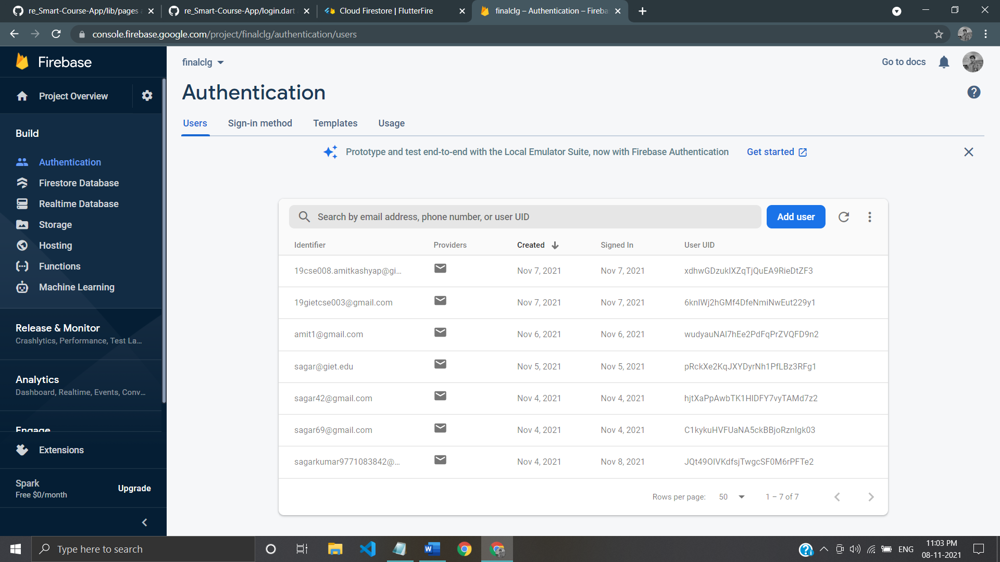 re_Smart-Course-App/lib/pages
re_Smart-Course-App/login.dart
Cloud Firestore | FlutterFire
finalclg – Authentication – Fireba
console.firebase.google.com/project/finalclg/authentication/users
Firebase
finalclg
Go to docs
Project Overview
Authentication
Users
Sign-in method
Templates
Usage
Build
Prototype and test end-to-end with the Local Emulator Suite, now with Firebase Authentication
Get started
Authentication
Firestore Database
Realtime Database
Storage
Hosting
Functions
Machine Learning
Release & Monitor
Crashlytics, Performance, Test La...
Analytics
Dashboard, Realtime, Events, Conv...
Engage
Extensions
Spark
Free $0/month
Upgrade
Search by email address, phone number, or user UID
Add user
Identifier Providers Created Signed In User UID
19cse008.amitkashyap@gi... Nov 7, 2021 Nov 7, 2021 xdhwGDzuklXZqTjQuEA9RieDtZF3
19gietcse003@gmail.com Nov 7, 2021 Nov 7, 2021 6knlWj2hGMf4DfeNmiNwEut229y1
amit1@gmail.com Nov 6, 2021 Nov 6, 2021 wudyauNAl7hEe2PdFqPrZVQFD9n2
sagar@giet.edu Nov 5, 2021 Nov 5, 2021 pRckXe2KqJXYDyrNh1PfLBz3RFg1
sagar42@gmail.com Nov 4, 2021 Nov 4, 2021 hjtXaPpAwbTK1HIDFY7vyTAMd7z2
sagar69@gmail.com Nov 4, 2021 Nov 4, 2021 C1kykuHVFUaNA5ckBBjoRznIgk03
sagarkumar9771083842@... Nov 4, 2021 Nov 8, 2021 JQt49OIVKdfsjTwgcSF0M6rPFTe2
Rows per page: 50 1 – 7 of 7
Type here to search
ENG
11:03 PM
08-11-2021